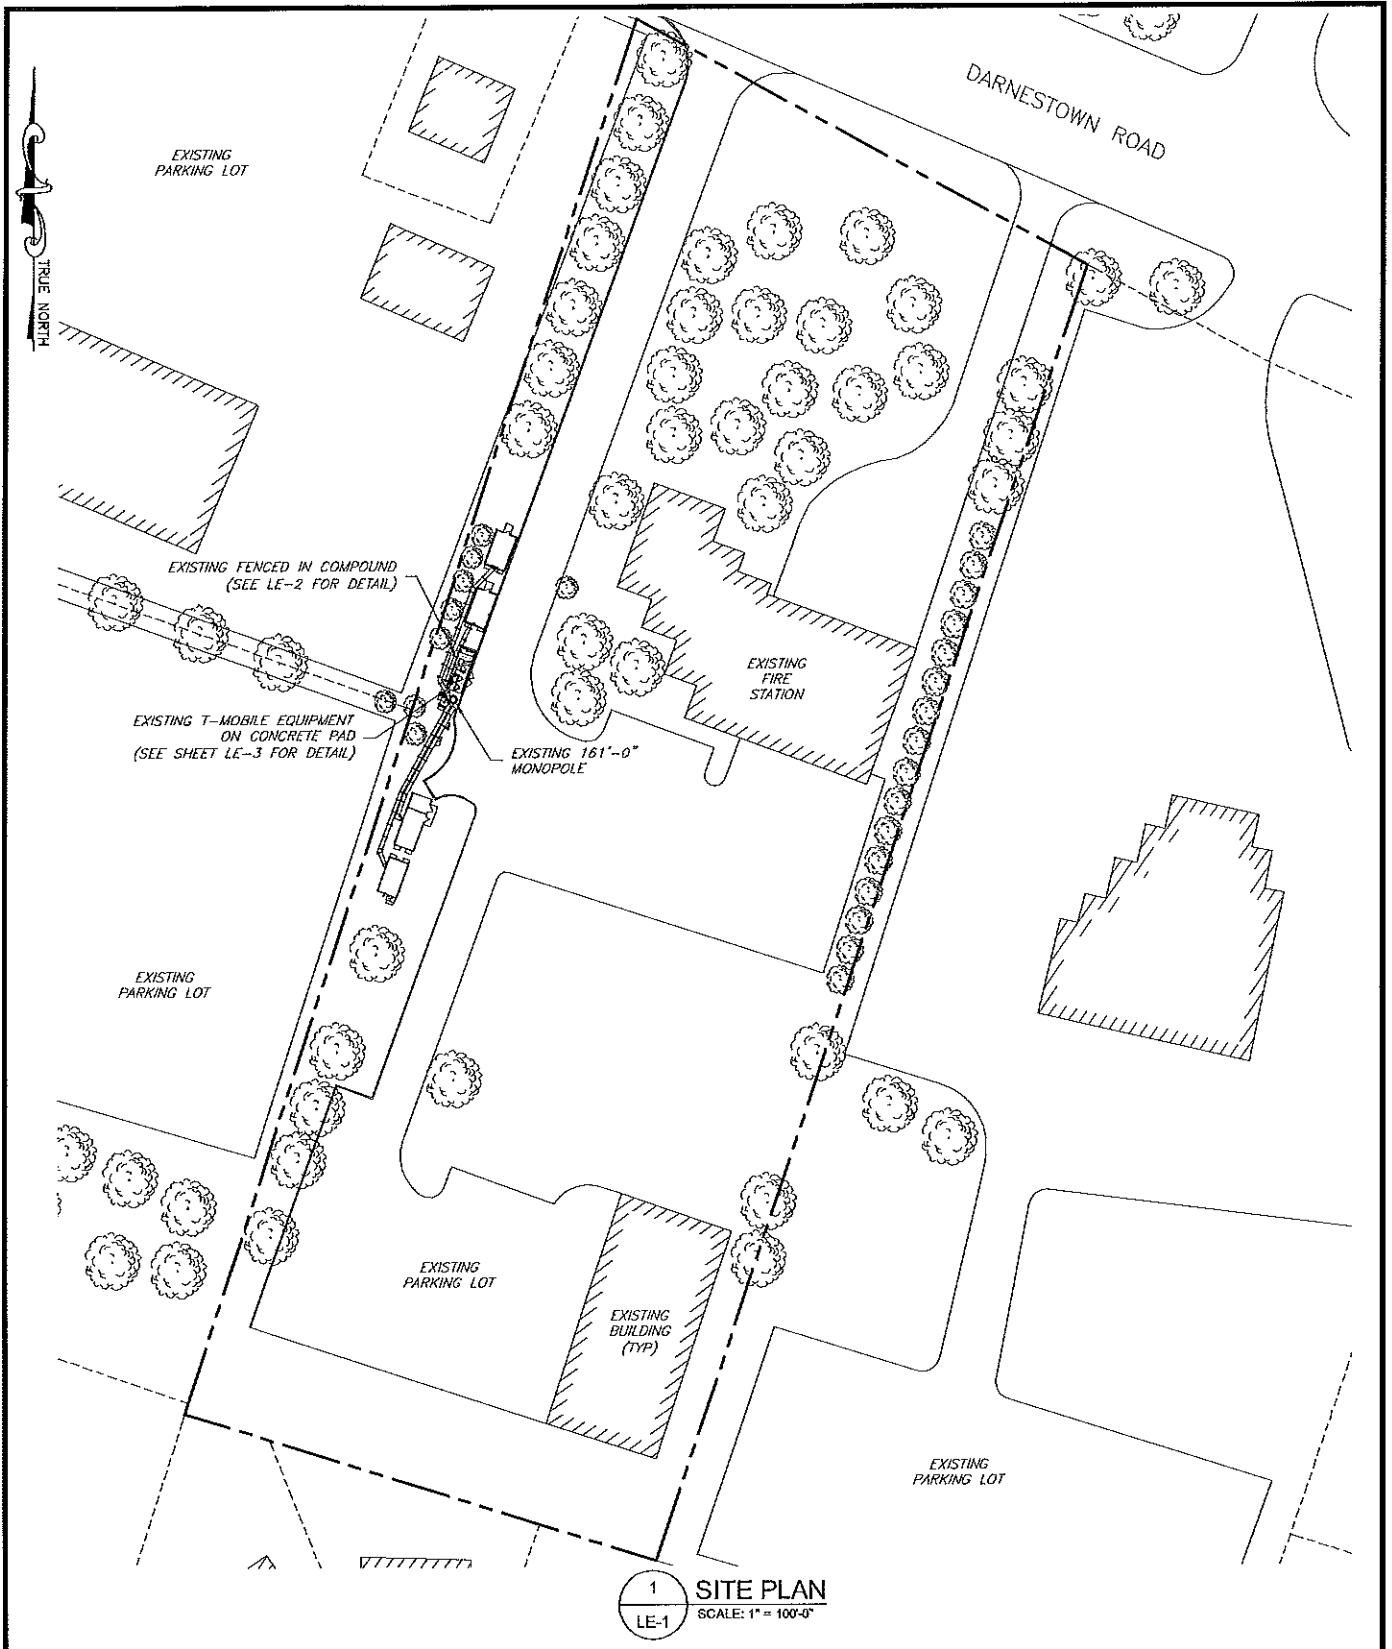 DARNESTOWN ROAD
EXISTING
PARKING LOT
TRUE NORTH
EXISTING FENCED IN COMPOUND
(SEE LE-2 FOR DETAIL)
EXISTING
FIRE
STATION
EXISTING T-MOBILE EQUIPMENT
ON CONCRETE PAD
(SEE SHEET LE-3 FOR DETAIL)
EXISTING 161'-0"
MONOPOLE
EXISTING
PARKING LOT
EXISTING
PARKING LOT
EXISTING
BUILDING
(TYP)
EXISTING
PARKING LOT
1
LE-1
SITE PLAN
SCALE: 1" = 100'-0"